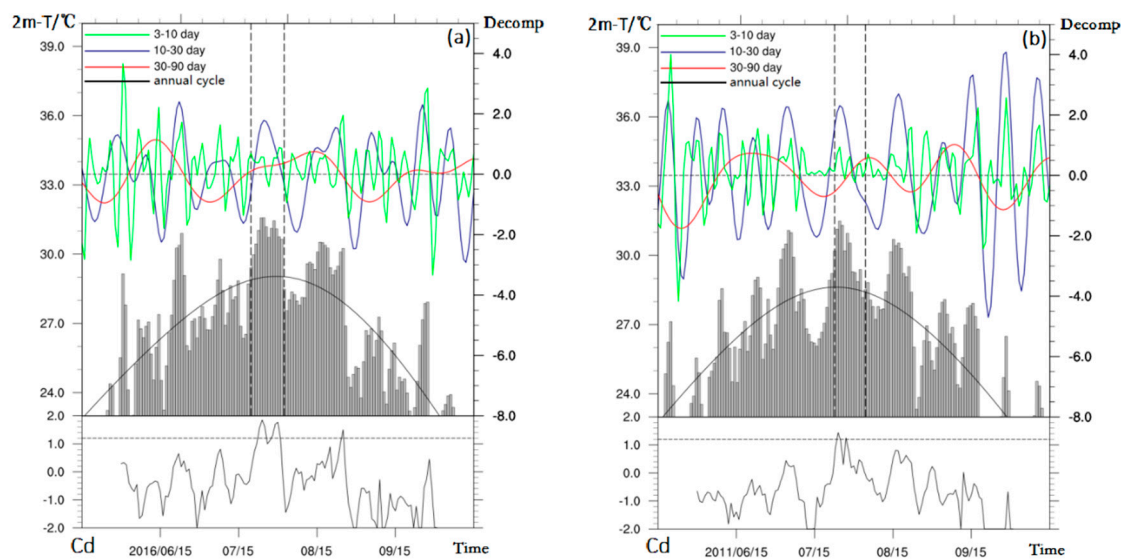 2m-T/℃ Decomp
(a)
3-10 day
10-30 day
30-90 day
annual cycle
39.0
36.0
33.0
30.0
27.0
24.0
4.0
2.0
0.0
-2.0
-4.0
-6.0
-8.0
2.0
1.0
0.0
-1.0
-2.0
Cd
2016/06/15 07/15 08/15 09/15
Time
2m-T/℃ Decomp
(b)
3-10 day
10-30 day
30-90 day
annual cycle
39.0
36.0
33.0
30.0
27.0
24.0
4.0
2.0
0.0
-2.0
-4.0
-6.0
-8.0
2.0
1.0
0.0
-1.0
-2.0
Cd
2011/06/15 07/15 08/15 09/15
Time